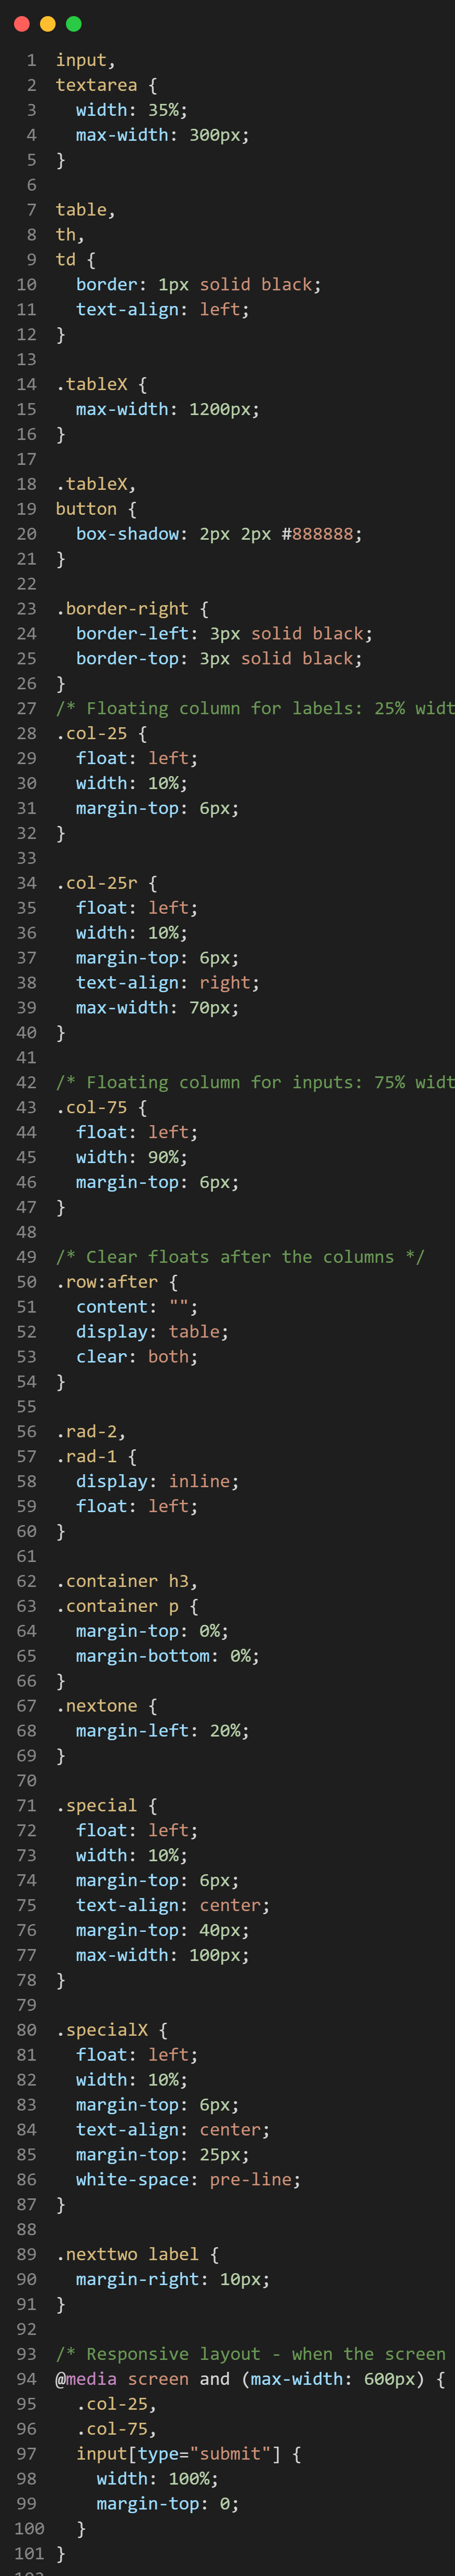 1 input,
2 textarea {
3   width: 35%;
4   max-width: 300px;
5 }
6
7 table,
8 th,
9 td {
10   border: 1px solid black;
11   text-align: left;
12 }
13
14 .tableX {
15   max-width: 1200px;
16 }
17
18 .tableX,
19 button {
20   box-shadow: 2px 2px #888888;
21 }
22
23 .border-right {
24   border-left: 3px solid black;
25   border-top: 3px solid black;
26 }
27 /* Floating column for labels: 25% widt
28 .col-25 {
29   float: left;
30   width: 10%;
31   margin-top: 6px;
32 }
33
34 .col-25r {
35   float: left;
36   width: 10%;
37   margin-top: 6px;
38   text-align: right;
39   max-width: 70px;
40 }
41
42 /* Floating column for inputs: 75% widt
43 .col-75 {
44   float: left;
45   width: 90%;
46   margin-top: 6px;
47 }
48
49 /* Clear floats after the columns */
50 .row:after {
51   content: "";
52   display: table;
53   clear: both;
54 }
55
56 .rad-2,
57 .rad-1 {
58   display: inline;
59   float: left;
60 }
61
62 .container h3,
63 .container p {
64   margin-top: 0%;
65   margin-bottom: 0%;
66 }
67 .nextone {
68   margin-left: 20%;
69 }
70
71 .special {
72   float: left;
73   width: 10%;
74   margin-top: 6px;
75   text-align: center;
76   margin-top: 40px;
77   max-width: 100px;
78 }
79
80 .specialX {
81   float: left;
82   width: 10%;
83   margin-top: 6px;
84   text-align: center;
85   margin-top: 25px;
86   white-space: pre-line;
87 }
88
89 .nexttwo label {
90   margin-right: 10px;
91 }
92
93 /* Responsive layout - when the screen
94 @media screen and (max-width: 600px) {
95   .col-25,
96   .col-75,
97   input[type="submit"] {
98     width: 100%;
99     margin-top: 0;
100   }
101 }